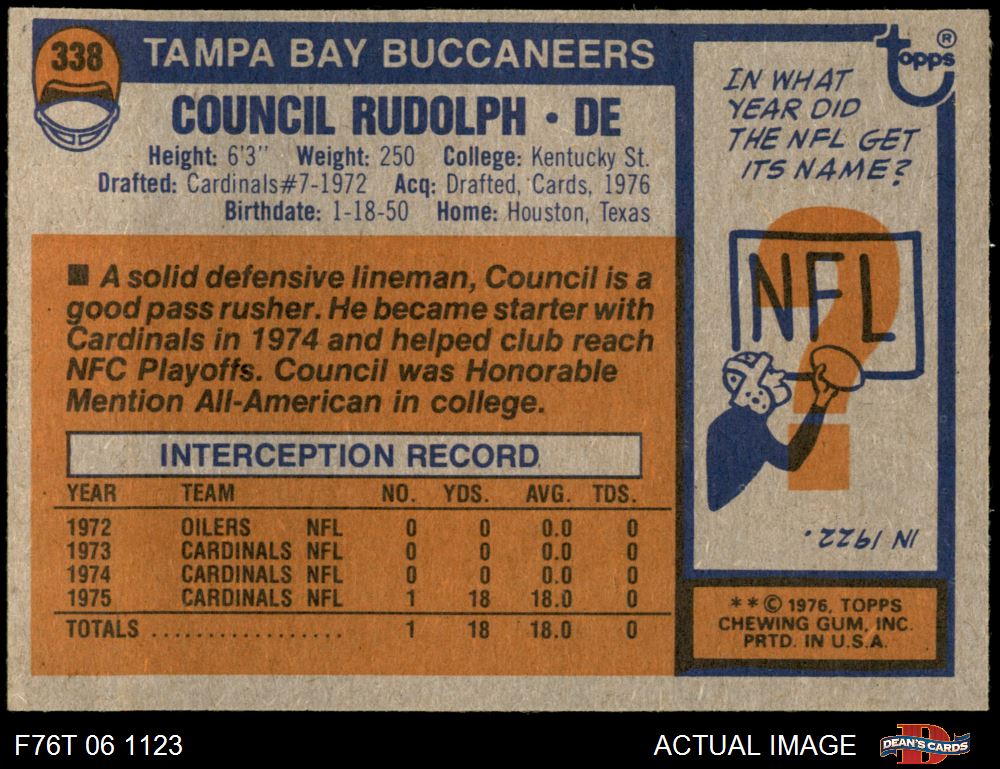 338
TAMPA BAY BUCCANEERS
COUNCIL RUDOLPH • DE
Height: 6'3" Weight: 250 College: Kentucky St.
Drafted: Cardinals#7-1972 Acq: Drafted, Cards, 1976
Birthdate: 1-18-50 Home: Houston, Texas
■ A solid defensive lineman, Council is a
good pass rusher. He became starter with
Cardinals in 1974 and helped club reach
NFC Playoffs. Council was Honorable
Mention All-American in college.
INTERCEPTION RECORD
YEAR TEAM NO. YDS. AVG. TDS.
1972 OILERS NFL 0 0 0.0 0
1973 CARDINALS NFL 0 0 0.0 0
1974 CARDINALS NFL 0 0 0.0 0
1975 CARDINALS NFL 1 18 18.0 0
TOTALS ................. 1 18 18.0 0
topps ®
IN WHAT
YEAR DID
THE NFL GET
ITS NAME?
?
NFL
IN 1922.
** © 1976, TOPPS
CHEWING GUM, INC.
PRTD. IN U.S.A.
F76T 06 1123
ACTUAL IMAGE
D
DEAN'S CARDS